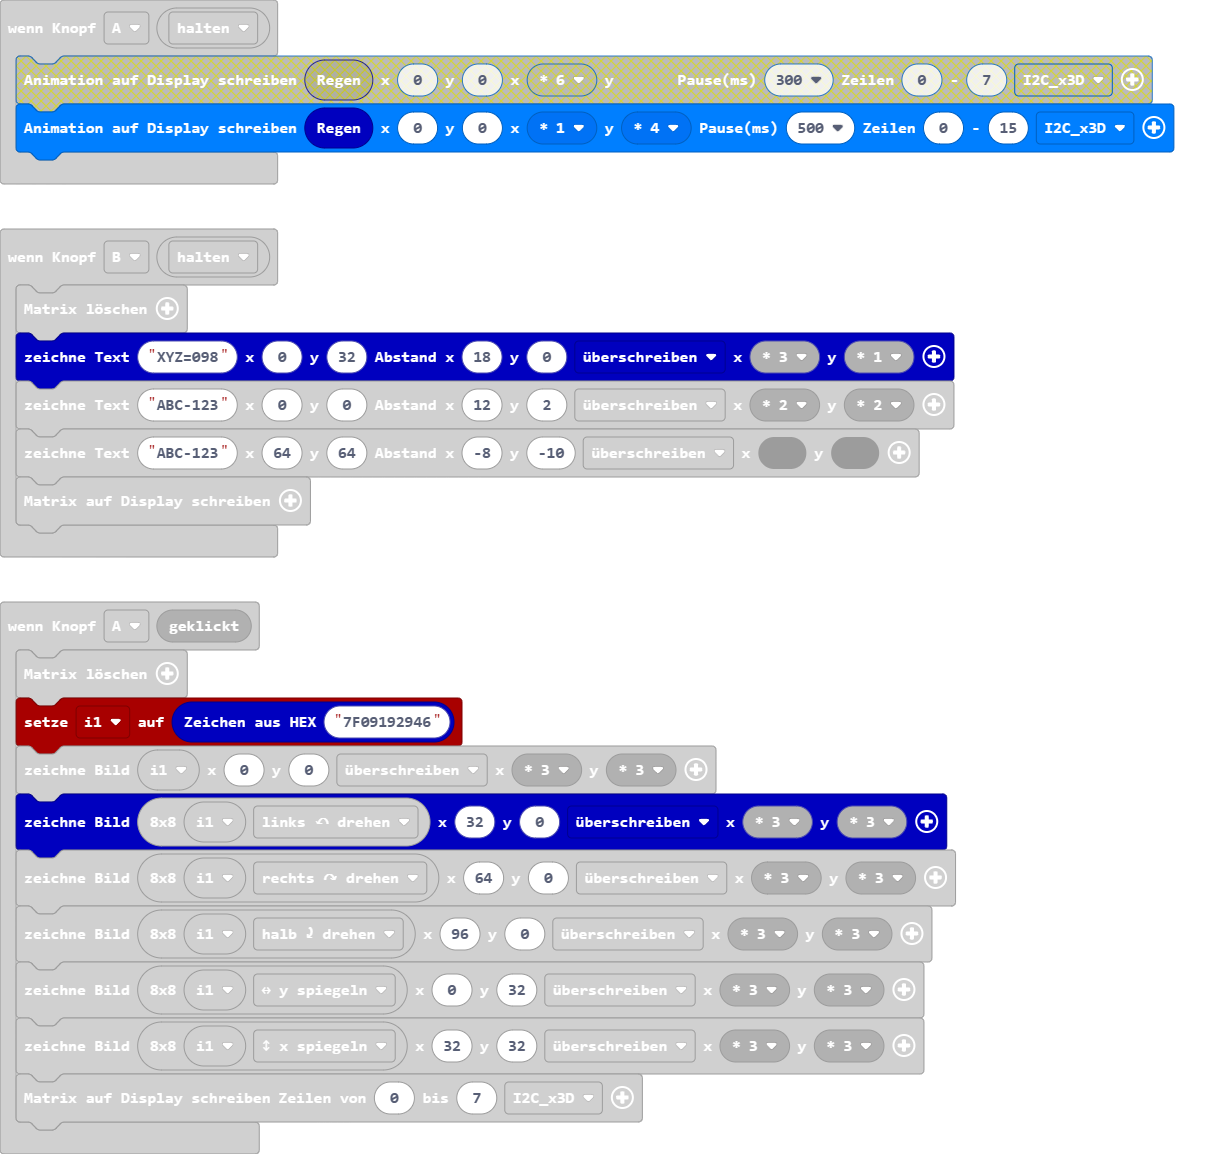 wenn Knopf A halten
Animation auf Display schreiben Regen x 0 y 0 x * 6 y Pause(ms) 300 Zeilen 0 - 7 I2C_x3D
Animation auf Display schreiben Regen x 0 y 0 x * 1 y * 4 Pause(ms) 500 Zeilen 0 - 15 I2C_x3D
wenn Knopf B halten
Matrix löschen
zeichne Text "XYZ=098" x 0 y 32 Abstand x 18 y 0 überschreiben x * 3 y * 1
zeichne Text "ABC-123" x 0 y 0 Abstand x 12 y 2 überschreiben x * 2 y * 2
zeichne Text "ABC-123" x 64 y 64 Abstand x -8 y -10 überschreiben x y
Matrix auf Display schreiben
wenn Knopf A geklickt
Matrix löschen
setze i1 auf Zeichen aus HEX "7F09192946"
zeichne Bild i1 x 0 y 0 überschreiben x * 3 y * 3
zeichne Bild 8x8 i1 links ↶ drehen x 32 y 0 überschreiben x * 3 y * 3
zeichne Bild 8x8 i1 rechts ↷ drehen x 64 y 0 überschreiben x * 3 y * 3
zeichne Bild 8x8 i1 halb ⤸ drehen x 96 y 0 überschreiben x * 3 y * 3
zeichne Bild 8x8 i1 ↔ y spiegeln x 0 y 32 überschreiben x * 3 y * 3
zeichne Bild 8x8 i1 ↕ x spiegeln x 32 y 32 überschreiben x * 3 y * 3
Matrix auf Display schreiben Zeilen von 0 bis 7 I2C_x3D